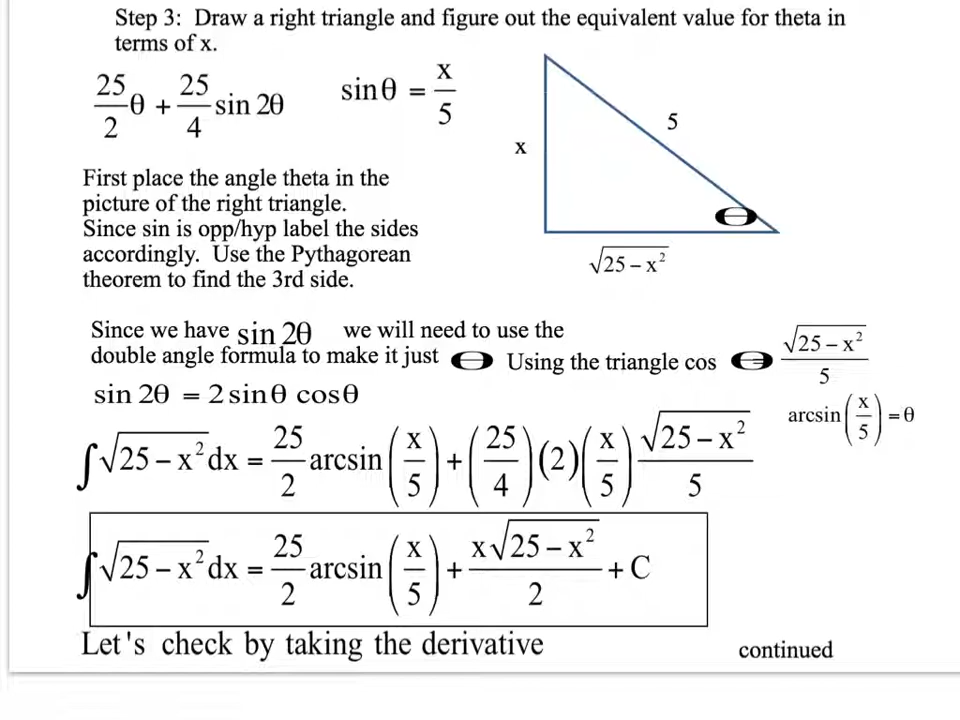 Step 3: Draw a right triangle and figure out the equivalent value for theta in
terms of x.
25/2 θ + 25/4 sin 2θ    sinθ = x/5
5
x
θ
√25 – x²
First place the angle theta in the
picture of the right triangle.
Since sin is opp/hyp label the sides
accordingly. Use the Pythagorean
theorem to find the 3rd side.
Since we have sin 2θ we will need to use the
double angle formula to make it just θ Using the triangle cos θ = √25 – x² / 5
sin 2θ = 2 sinθ cosθ
arcsin(x/5) = θ
∫√25 – x² dx = 25/2 arcsin(x/5) + (25/4)(2)(x/5) √25 – x² / 5
∫√25 – x² dx = 25/2 arcsin(x/5) + x√25 – x² / 2 + C
Let's check by taking the derivative
continued